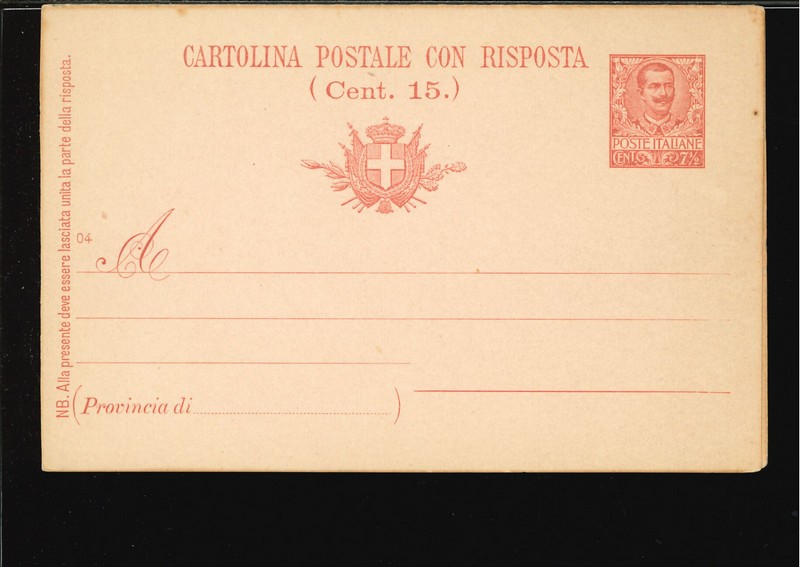 CARTOLINA POSTALE CON RISPOSTA
(Cent. 15.)
POSTE ITALIANE
CENT. 7½
NB. Alla presente deve essere lasciata unita la parte della risposta.
04
A
(Provincia di)